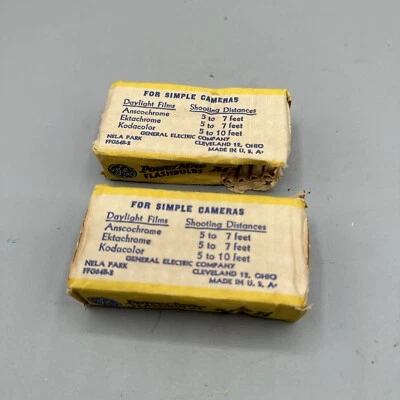 FOR SIMPLE CAMERAS
Daylight Films Shooting Distances
Anscochrome 5 to 7 feet
Ektachrome 5 to 7 feet
Kodacolor 5 to 10 feet
GENERAL ELECTRIC COMPANY
NELA PARK CLEVELAND 12, OHIO
MADE IN U. S. A.
PowerMite
FLASHBULBS
FOR SIMPLE CAMERAS
Daylight Films Shooting Distances
Anscochrome 5 to 7 feet
Ektachrome 5 to 7 feet
Kodacolor 5 to 10 feet
GENERAL ELECTRIC COMPANY
NELA PARK CLEVELAND 12, OHIO
MADE IN U. S. A.